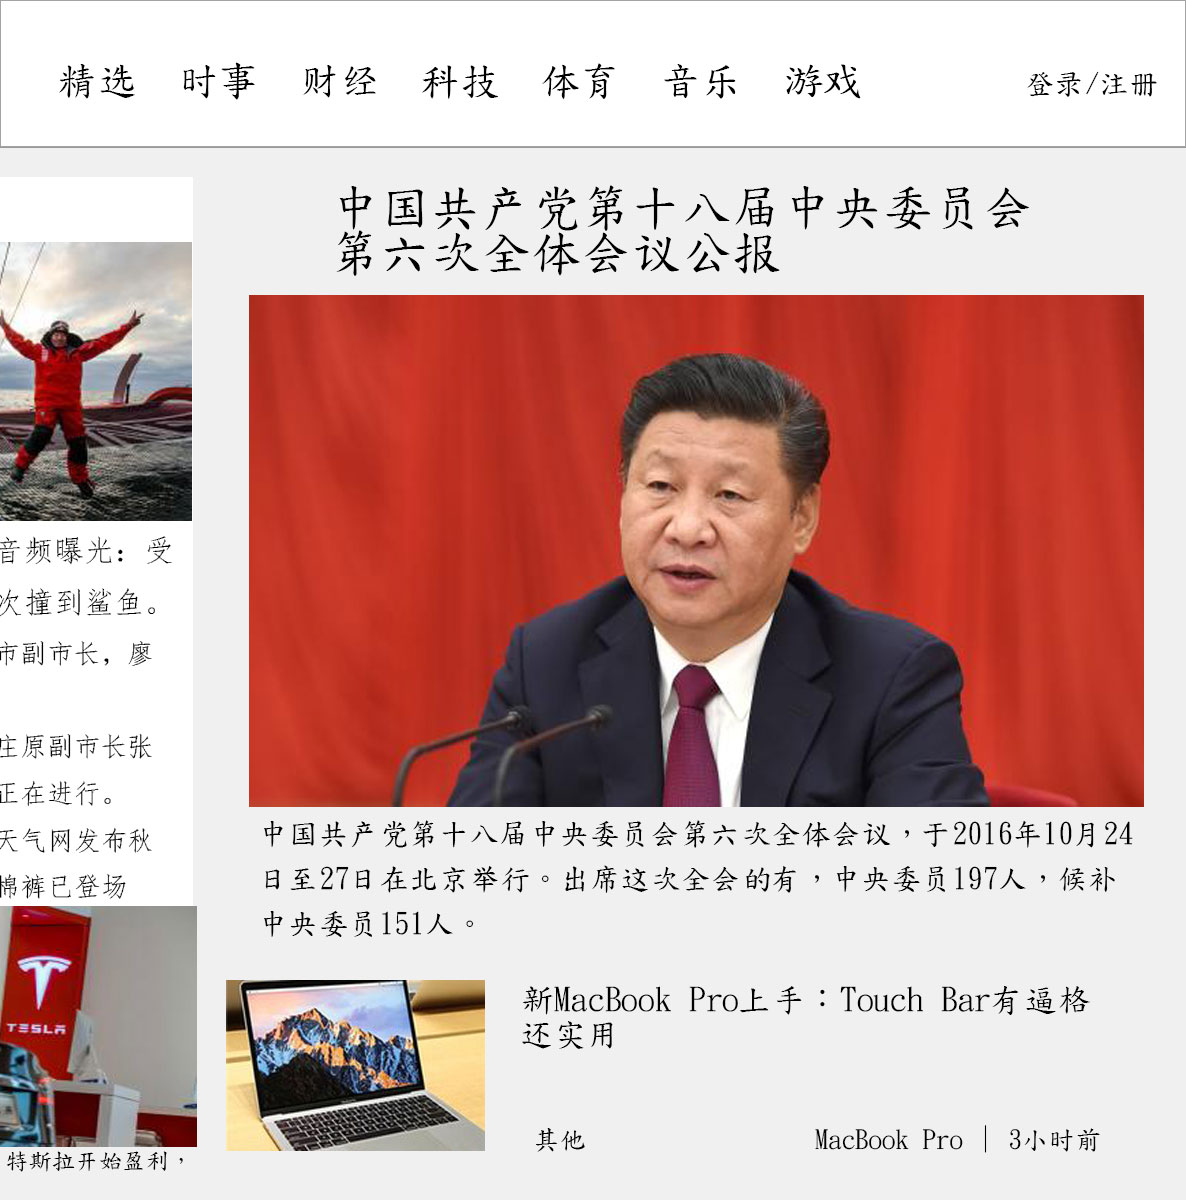 精选 时事 财经 科技 体育 音乐 游戏 登录/注册
中国共产党第十八届中央委员会
第六次全体会议公报
音频曝光：受
次撞到鲨鱼。
市副市长，廖
庄原副市长张
正在进行。
天气网发布秋
棉裤已登场
TESLA
特斯拉开始盈利，
中国共产党第十八届中央委员会第六次全体会议，于2016年10月24
日至27日在北京举行。出席这次全会的有，中央委员197人，候补
中央委员151人。
新MacBook Pro上手：Touch Bar有逼格
还实用
其他 MacBook Pro | 3小时前